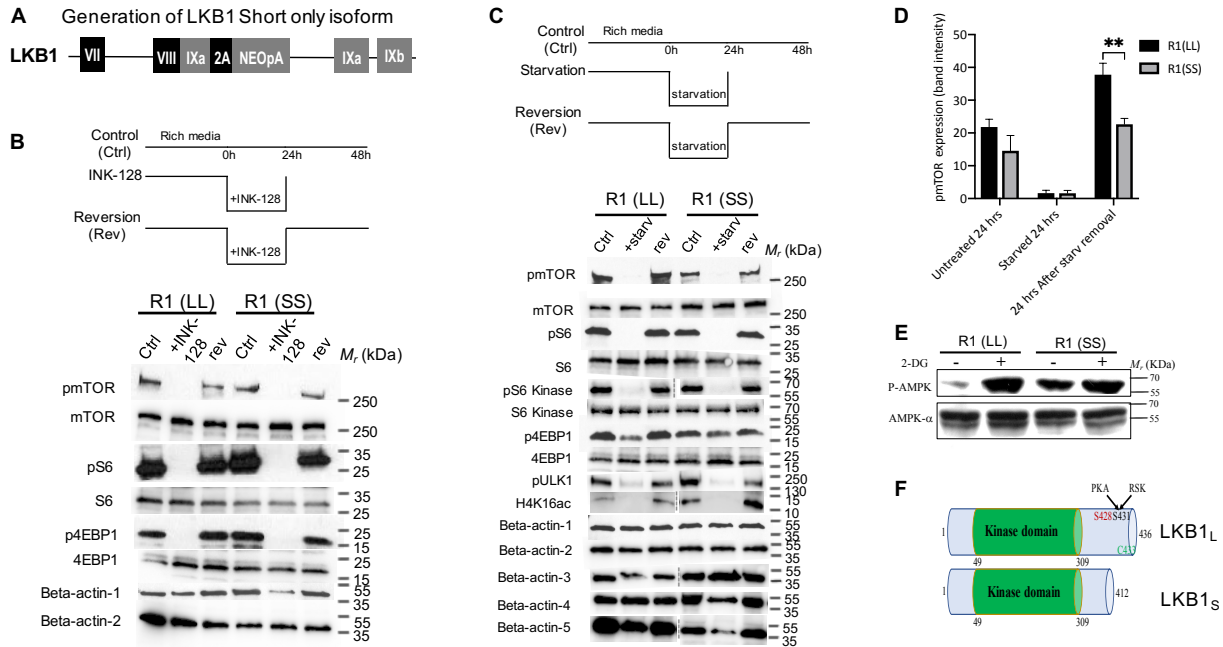 A
Generation of LKB1 Short only isoform
LKB1
VII
VIII
IXa
2A
NEOpA
IXa
IXb
B
Control
(Ctrl)
Rich media
0h
24h
48h
INK-128
+INK-128
Reversion
(Rev)
+INK-128
R1 (LL)
R1 (SS)
Ctrl
+INK-
128
rev
Ctrl
+INK-
128
rev
Mr (kDa)
pmTOR
250
mTOR
250
pS6
35
25
S6
35
25
p4EBP1
25
15
4EBP1
25
15
Beta-actin-1
55
35
Beta-actin-2
55
35
C
Control
(Ctrl)
Rich media
0h
24h
48h
Starvation
starvation
Reversion
(Rev)
starvation
R1 (LL)
R1 (SS)
Ctrl
+starv
rev
Ctrl
+starv
rev
Mr (kDa)
pmTOR
250
mTOR
250
pS6
35
25
S6
35
25
pS6 Kinase
70
55
S6 Kinase
70
55
p4EBP1
25
15
4EBP1
25
15
pULK1
250
130
H4K16ac
15
10
Beta-actin-1
55
35
Beta-actin-2
55
35
Beta-actin-3
55
35
Beta-actin-4
55
35
Beta-actin-5
55
35
D
pmTOR expression (band intensity)
50
40
30
20
10
0
**
R1(LL)
R1(SS)
Untreated 24 hrs
Starved 24 hrs
24 hrs After starv removal
E
R1 (LL)
R1 (SS)
2-DG
-
+
-
+
Mr (KDa)
P-AMPK
70
55
AMPK-α
70
55
F
PKA
RSK
S428
S431
1
Kinase domain
436
C433
49
309
LKB1L
1
Kinase domain
412
49
309
LKB1S